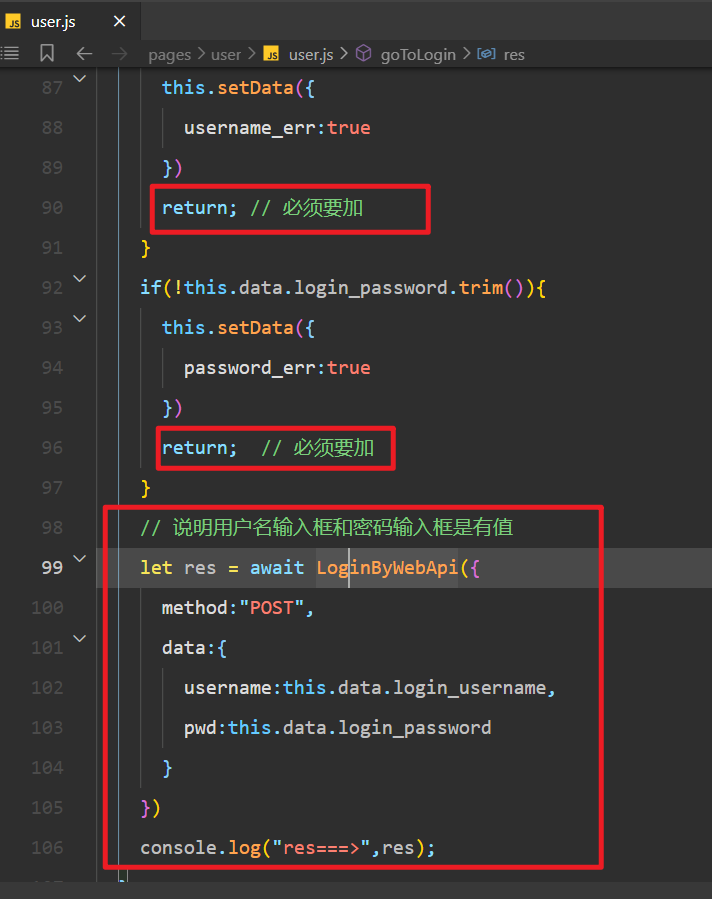 JS user.js ×
pages > user > JS user.js > goToLogin > res
87 this.setData({
88 username_err:true
89 })
90 return; // 必须要加
91 }
92 if(!this.data.login_password.trim()){
93 this.setData({
94 password_err:true
95 })
96 return;  // 必须要加
97 }
98 // 说明用户名输入框和密码输入框是有值
99 let res = await LoginByWebApi({
100 method:"POST",
101 data:{
102 username:this.data.login_username,
103 pwd:this.data.login_password
104 }
105 })
106 console.log("res===>",res);